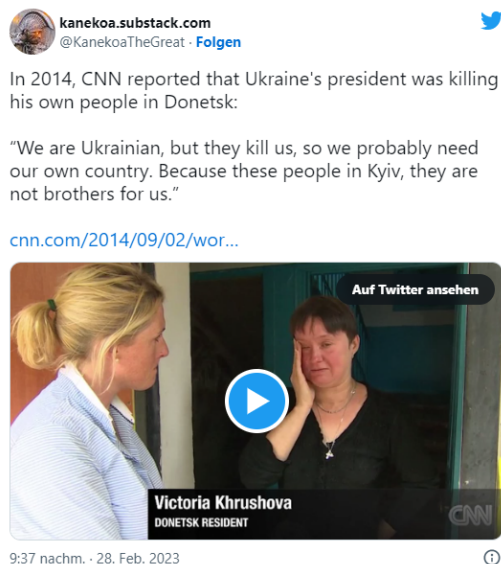 kanekoa.substack.com
@KanekoaTheGreat · Folgen
In 2014, CNN reported that Ukraine's president was killing
his own people in Donetsk:
“We are Ukrainian, but they kill us, so we probably need
our own country. Because these people in Kyiv, they are
not brothers for us.”
cnn.com/2014/09/02/wor...
Auf Twitter ansehen
Victoria Khrushova
DONETSK RESIDENT
CNN
9:37 nachm. · 28. Feb. 2023